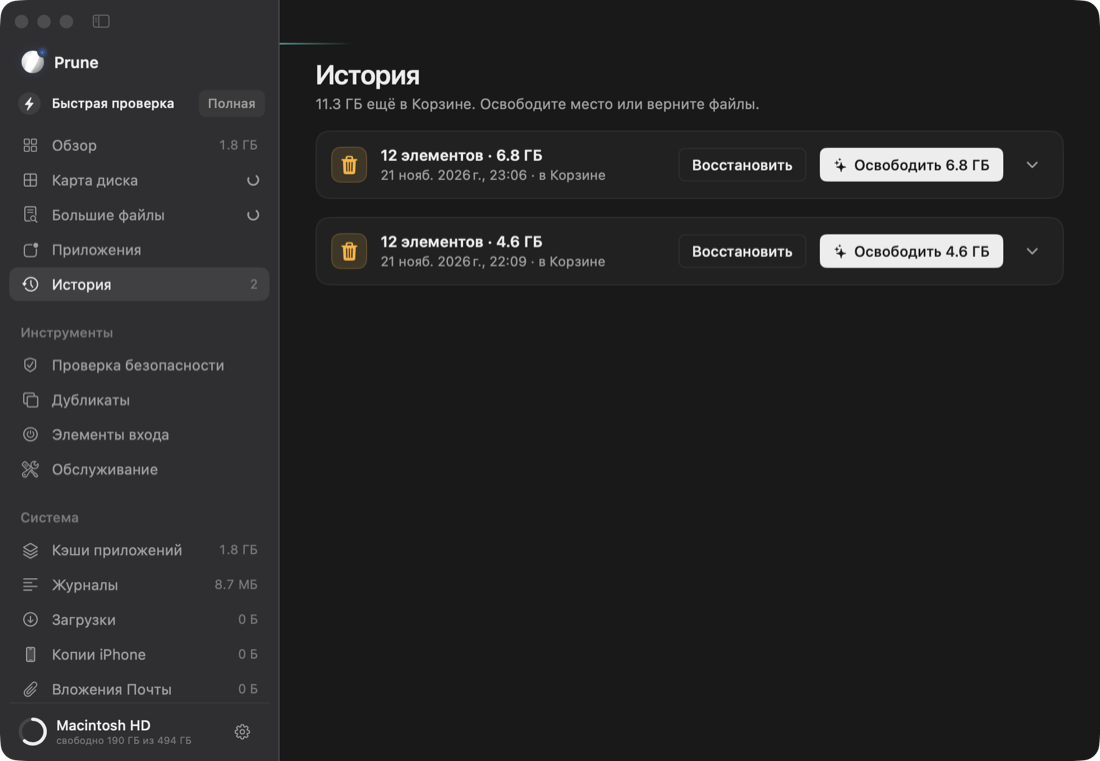 Prune
Быстрая проверка
Полная
Обзор 1.8 ГБ
Карта диска
Большие файлы
Приложения
История 2
Инструменты
Проверка безопасности
Дубликаты
Элементы входа
Обслуживание
Система
Кэши приложений 1.8 ГБ
Журналы 8.7 МБ
Загрузки 0 Б
Копии iPhone 0 Б
Вложения Почты 0 Б
Macintosh HD
свободно 190 ГБ из 494 ГБ
История
11.3 ГБ ещё в Корзине. Освободите место или верните файлы.
12 элементов · 6.8 ГБ
21 нояб. 2026 г., 23:06 · в Корзине
Восстановить
Освободить 6.8 ГБ
12 элементов · 4.6 ГБ
21 нояб. 2026 г., 22:09 · в Корзине
Восстановить
Освободить 4.6 ГБ